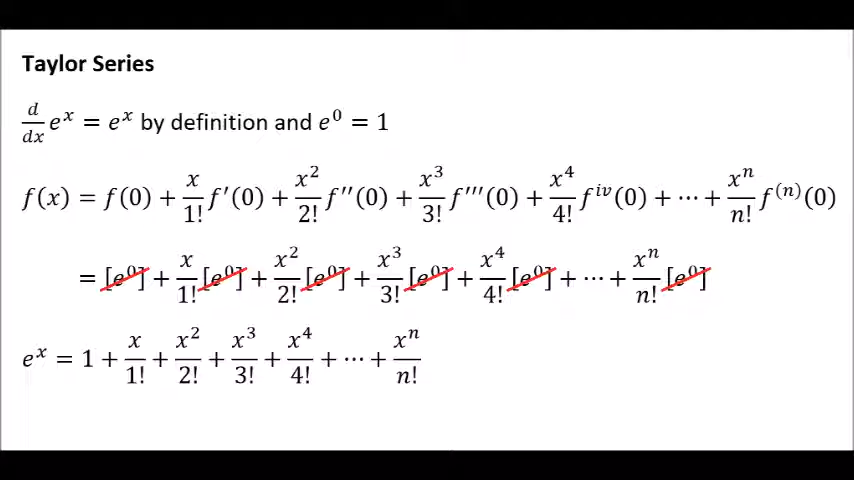 Taylor Series
d/dx e^x = e^x by definition and e^0 = 1
f(x) = f(0) + x/1! f′(0) + x^2/2! f′′(0) + x^3/3! f′′′(0) + x^4/4! f^iv(0) + ⋯ + x^n/n! f^(n)(0)
= [e^0] + x/1! [e^0] + x^2/2! [e^0] + x^3/3! [e^0] + x^4/4! [e^0] + ⋯ + x^n/n! [e^0]
e^x = 1 + x/1! + x^2/2! + x^3/3! + x^4/4! + ⋯ + x^n/n!